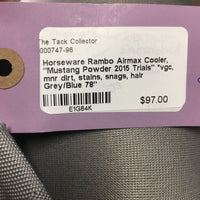 The Tack Collector
000747-96
Horseware Rambo Airmax Cooler,
"Mustang Powder 2015 Trials" *vgc,
mnr dirt, stains, snags, hair
Grey/Blue 78"
$97.00
E1G84K